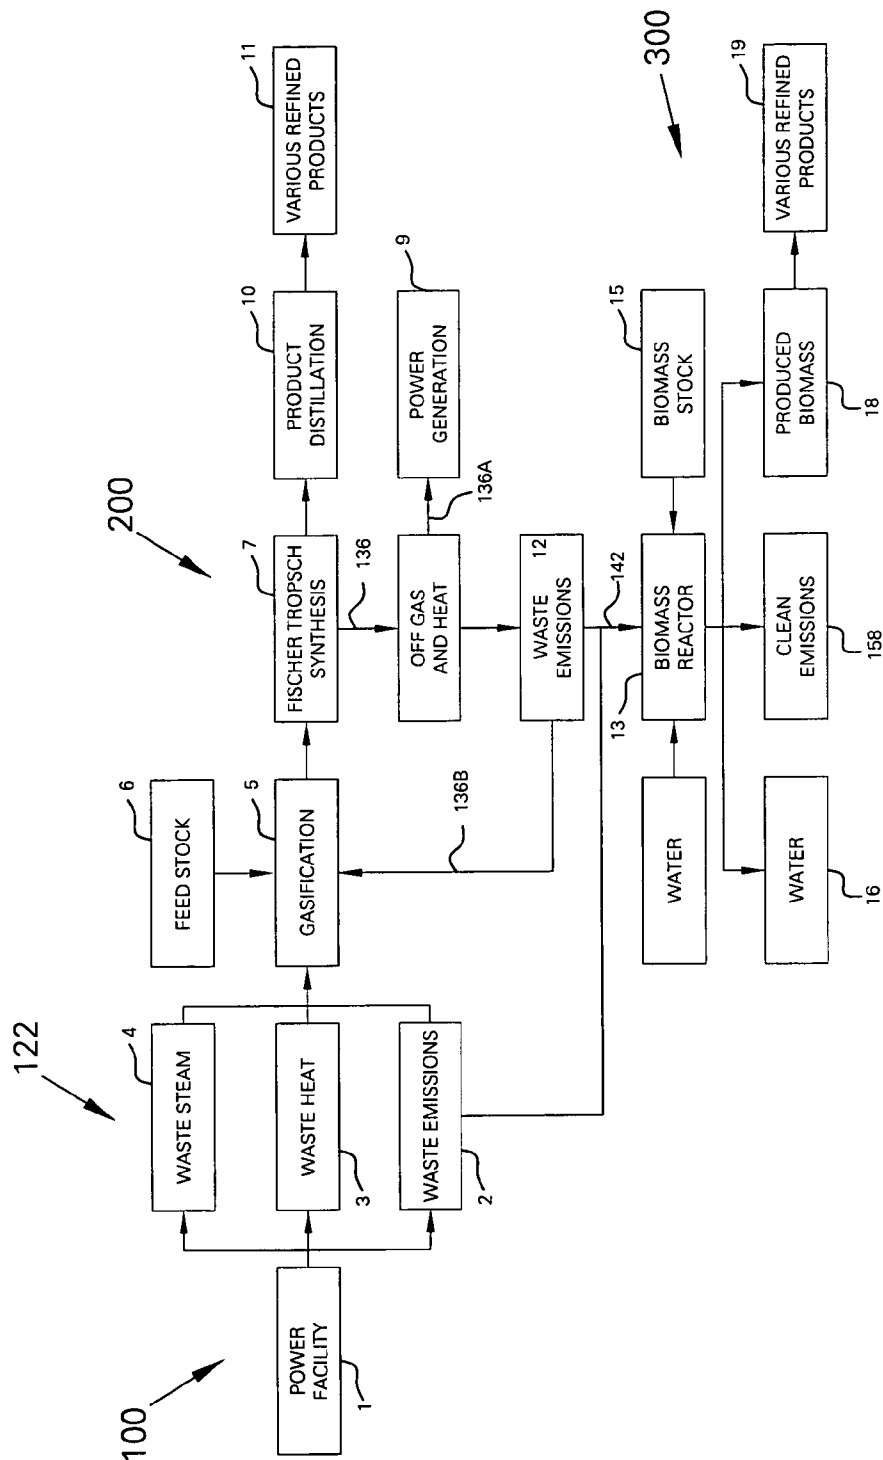 100
POWER
FACILITY
1
122
WASTE STEAM
4
WASTE HEAT
3
WASTE EMISSIONS
2
FEED STOCK
6
GASIFICATION
5
136B
200
FISCHER TROPSCH
SYNTHESIS
7
136
OFF GAS
AND HEAT
136A
WASTE
EMISSIONS
12
142
PRODUCT
DISTILLATION
10
POWER
GENERATION
9
VARIOUS REFINED
PRODUCTS
11
300
WATER
BIOMASS
REACTOR
13
BIOMASS
STOCK
15
WATER
16
CLEAN
EMISSIONS
158
PRODUCED
BIOMASS
18
VARIOUS REFINED
PRODUCTS
19